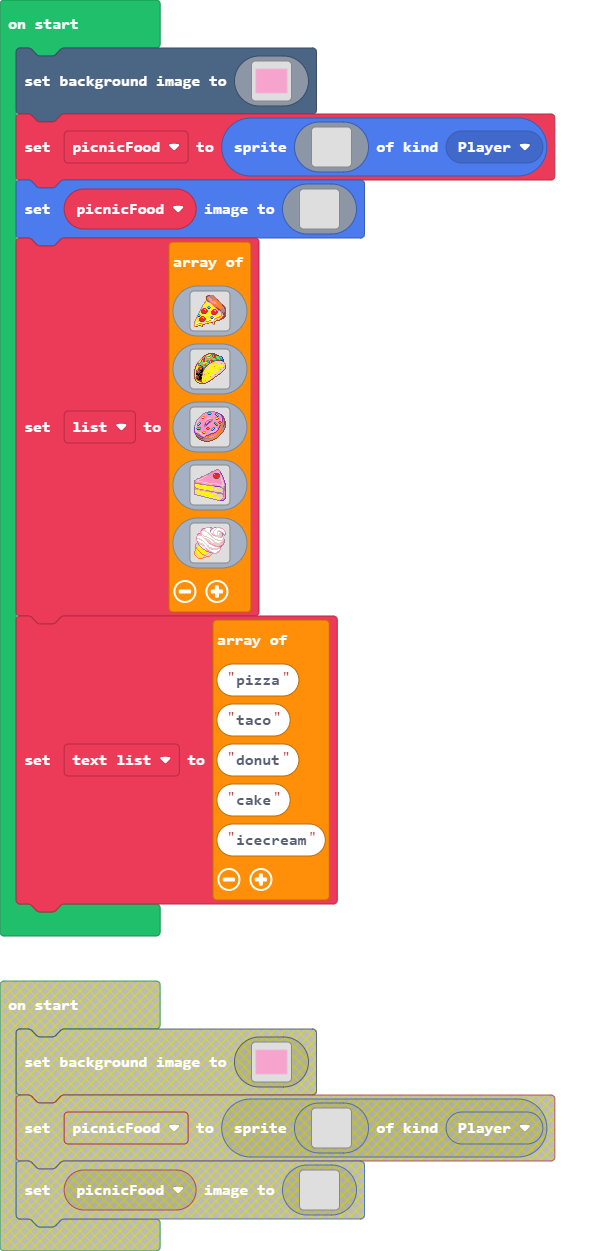 on start
set background image to
set picnicFood to sprite of kind Player
set picnicFood image to
array of
set list to
array of
"pizza"
"taco"
set text list to "donut"
"cake"
"icecream"
on start
set background image to
set picnicFood to sprite of kind Player
set picnicFood image to